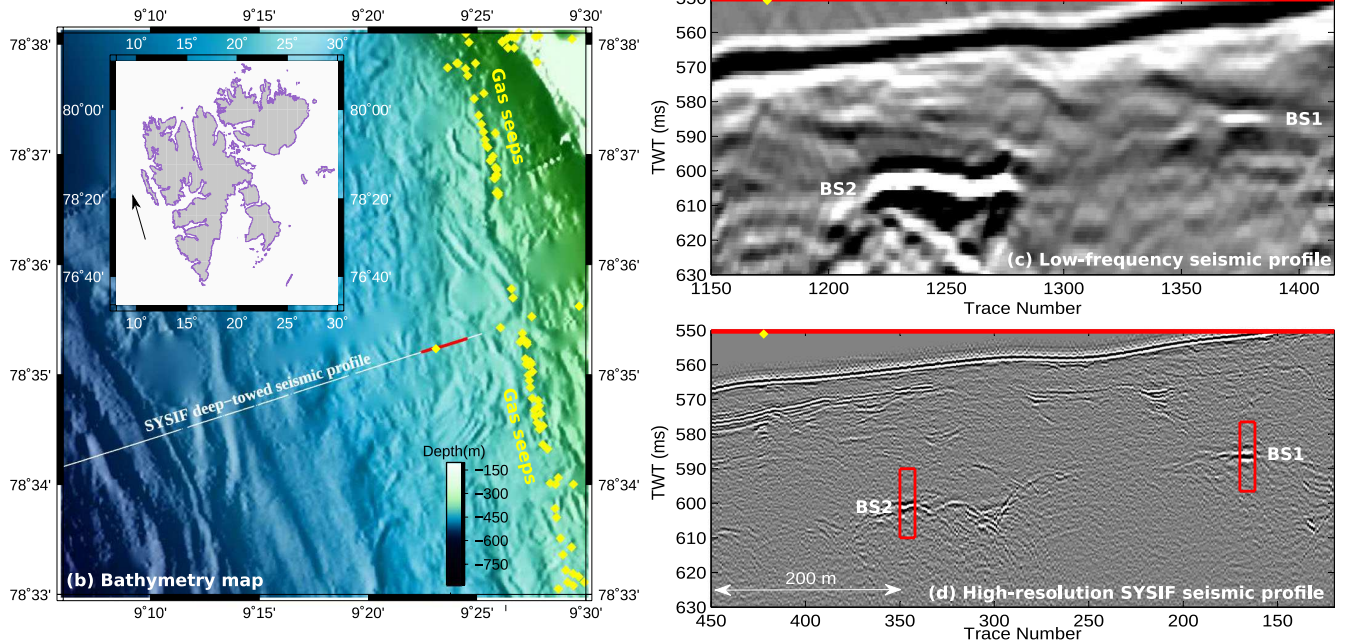 9˚10' 9˚15' 9˚20' 9˚25' 9˚30'
78˚38' 78˚38'
10˚ 15˚ 20˚ 25˚ 30˚
80˚00' 80˚00'
78˚20' 78˚20'
76˚40' 76˚40'
10˚ 15˚ 20˚ 25˚ 30˚
Gas seeps
78˚37' 78˚37'
78˚36' 78˚36'
78˚35' 78˚35'
SYSIF deep-towed seismic profile
Gas seeps
78˚34' 78˚34'
Depth(m)
−150
−300
−450
−600
−750
(b) Bathymetry map
78˚33' 78˚33'
9˚10' 9˚15' 9˚20' 9˚30'
550
560
570
580
590
600
610
620
630
TWT (ms)
BS1
BS2
(c) Low-frequency seismic profile
1150 1200 1250 1300 1350 1400
Trace Number
550
560
570
580
590
600
610
620
630
TWT (ms)
BS1
BS2
200 m
(d) High-resolution SYSIF seismic profile
450 400 350 300 250 200 150
Trace Number